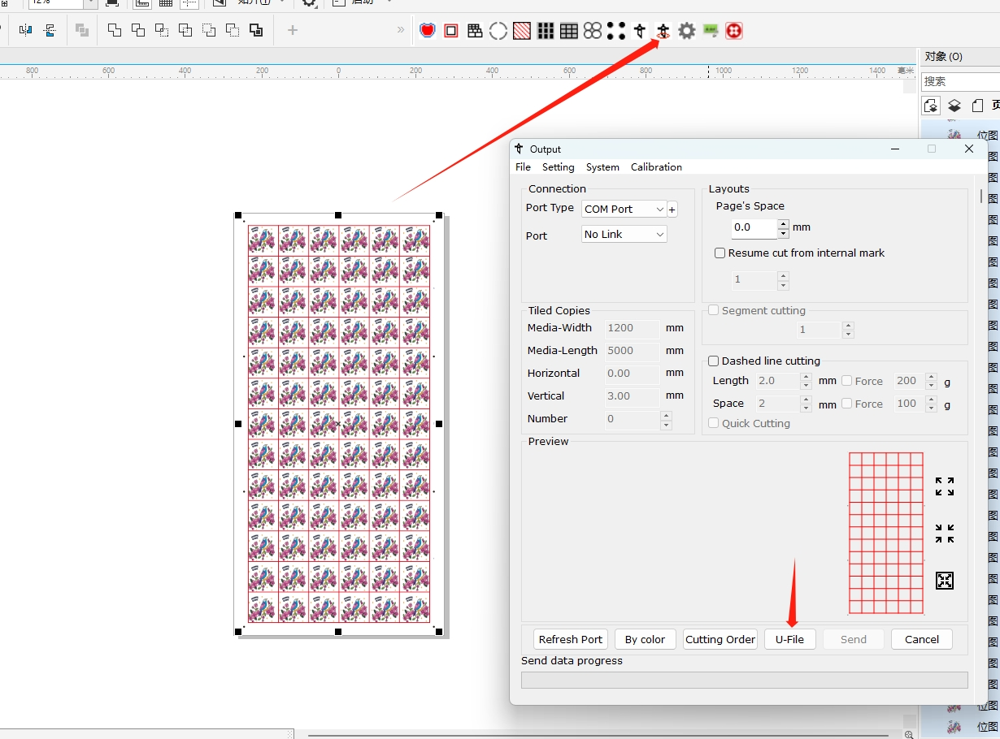 12%
800 600 400 200 0 200 400 600 800 1000 1200 1400 毫米
对象 (O)
搜索
位图
Output
File Setting System Calibration
Connection
Port Type COM Port +
Port No Link
Layouts
Page's Space
0.0 mm
Resume cut from internal mark
1
Tiled Copies
Media-Width 1200 mm
Media-Length 5000 mm
Horizontal 0.00 mm
Vertical 3.00 mm
Number 0
Segment cutting
1
Dashed line cutting
Length 2.0 mm Force 200 g
Space 2 mm Force 100 g
Quick Cutting
Preview
Refresh Port By color Cutting Order U-File Send Cancel
Send data progress
位图
位图